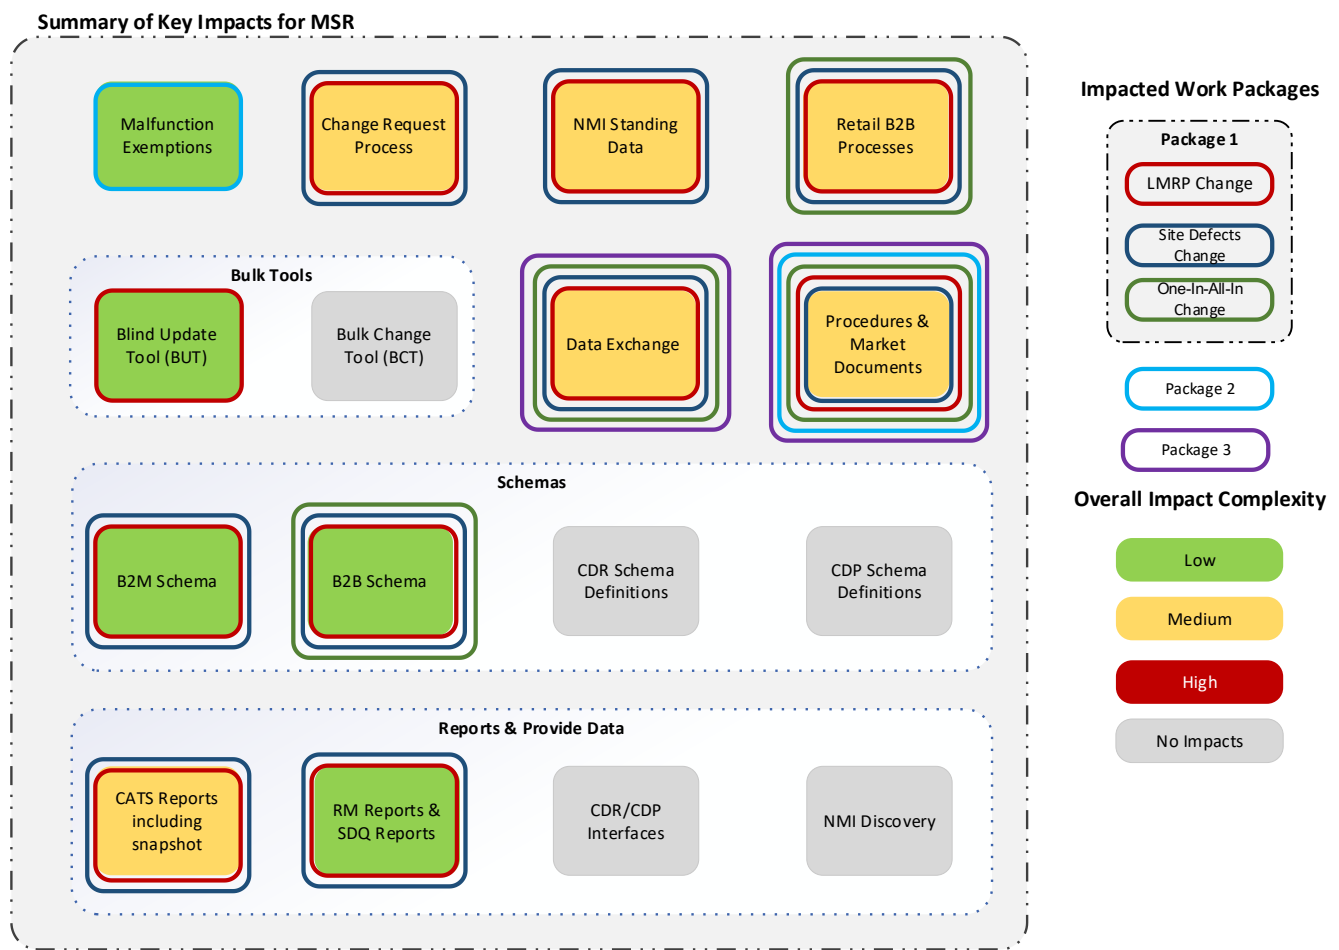 Summary of Key Impacts for MSR
Malfunction
Exemptions
Change Request
Process
NMI Standing
Data
Retail B2B
Processes
Bulk Tools
Blind Update
Tool (BUT)
Bulk Change
Tool (BCT)
Data Exchange
Procedures &
Market
Documents
Schemas
B2M Schema
B2B Schema
CDR Schema
Definitions
CDP Schema
Definitions
Reports & Provide Data
CATS Reports
including
snapshot
RM Reports &
SDQ Reports
CDR/CDP
Interfaces
NMI Discovery
Impacted Work Packages
Package 1
LMRP Change
Site Defects
Change
One-In-All-In
Change
Package 2
Package 3
Overall Impact Complexity
Low
Medium
High
No Impacts